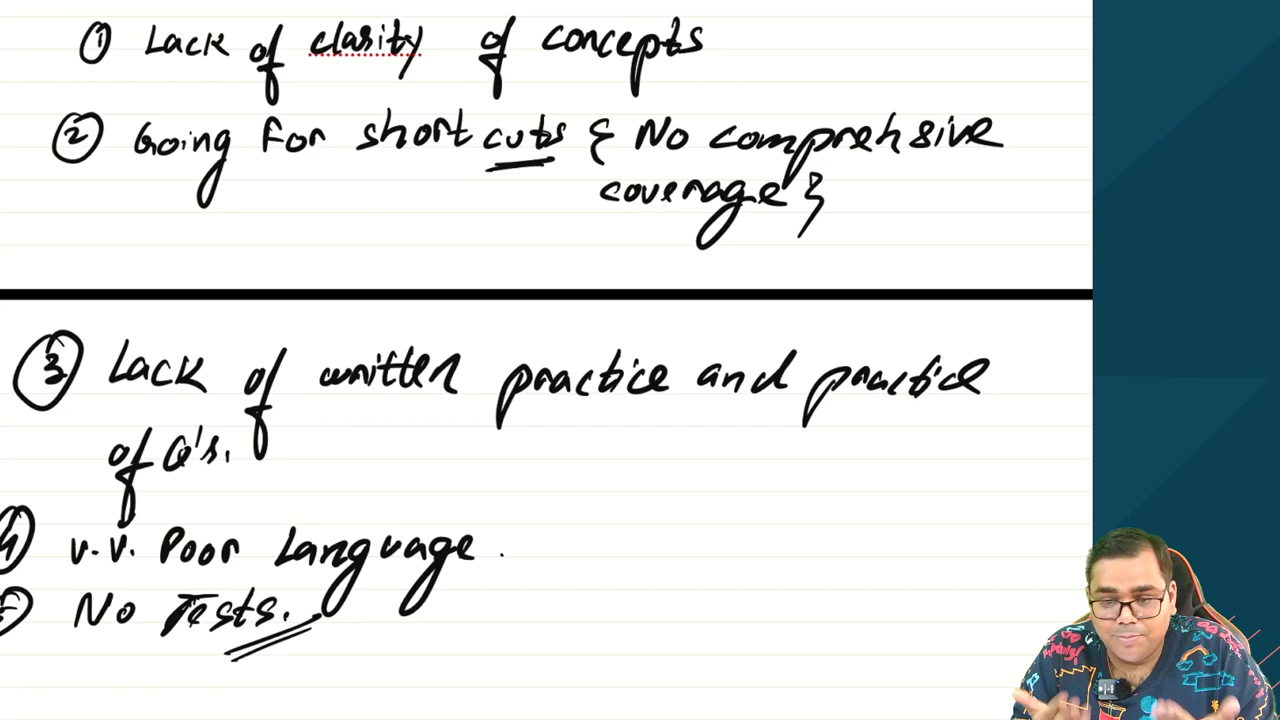 ① Lack of clarity of concepts
② Going for short cuts { No comprehensive
coverage }
③ Lack of written practice and practice
of Q's.
④ v.v. Poor Language.
⑤ No Tests.